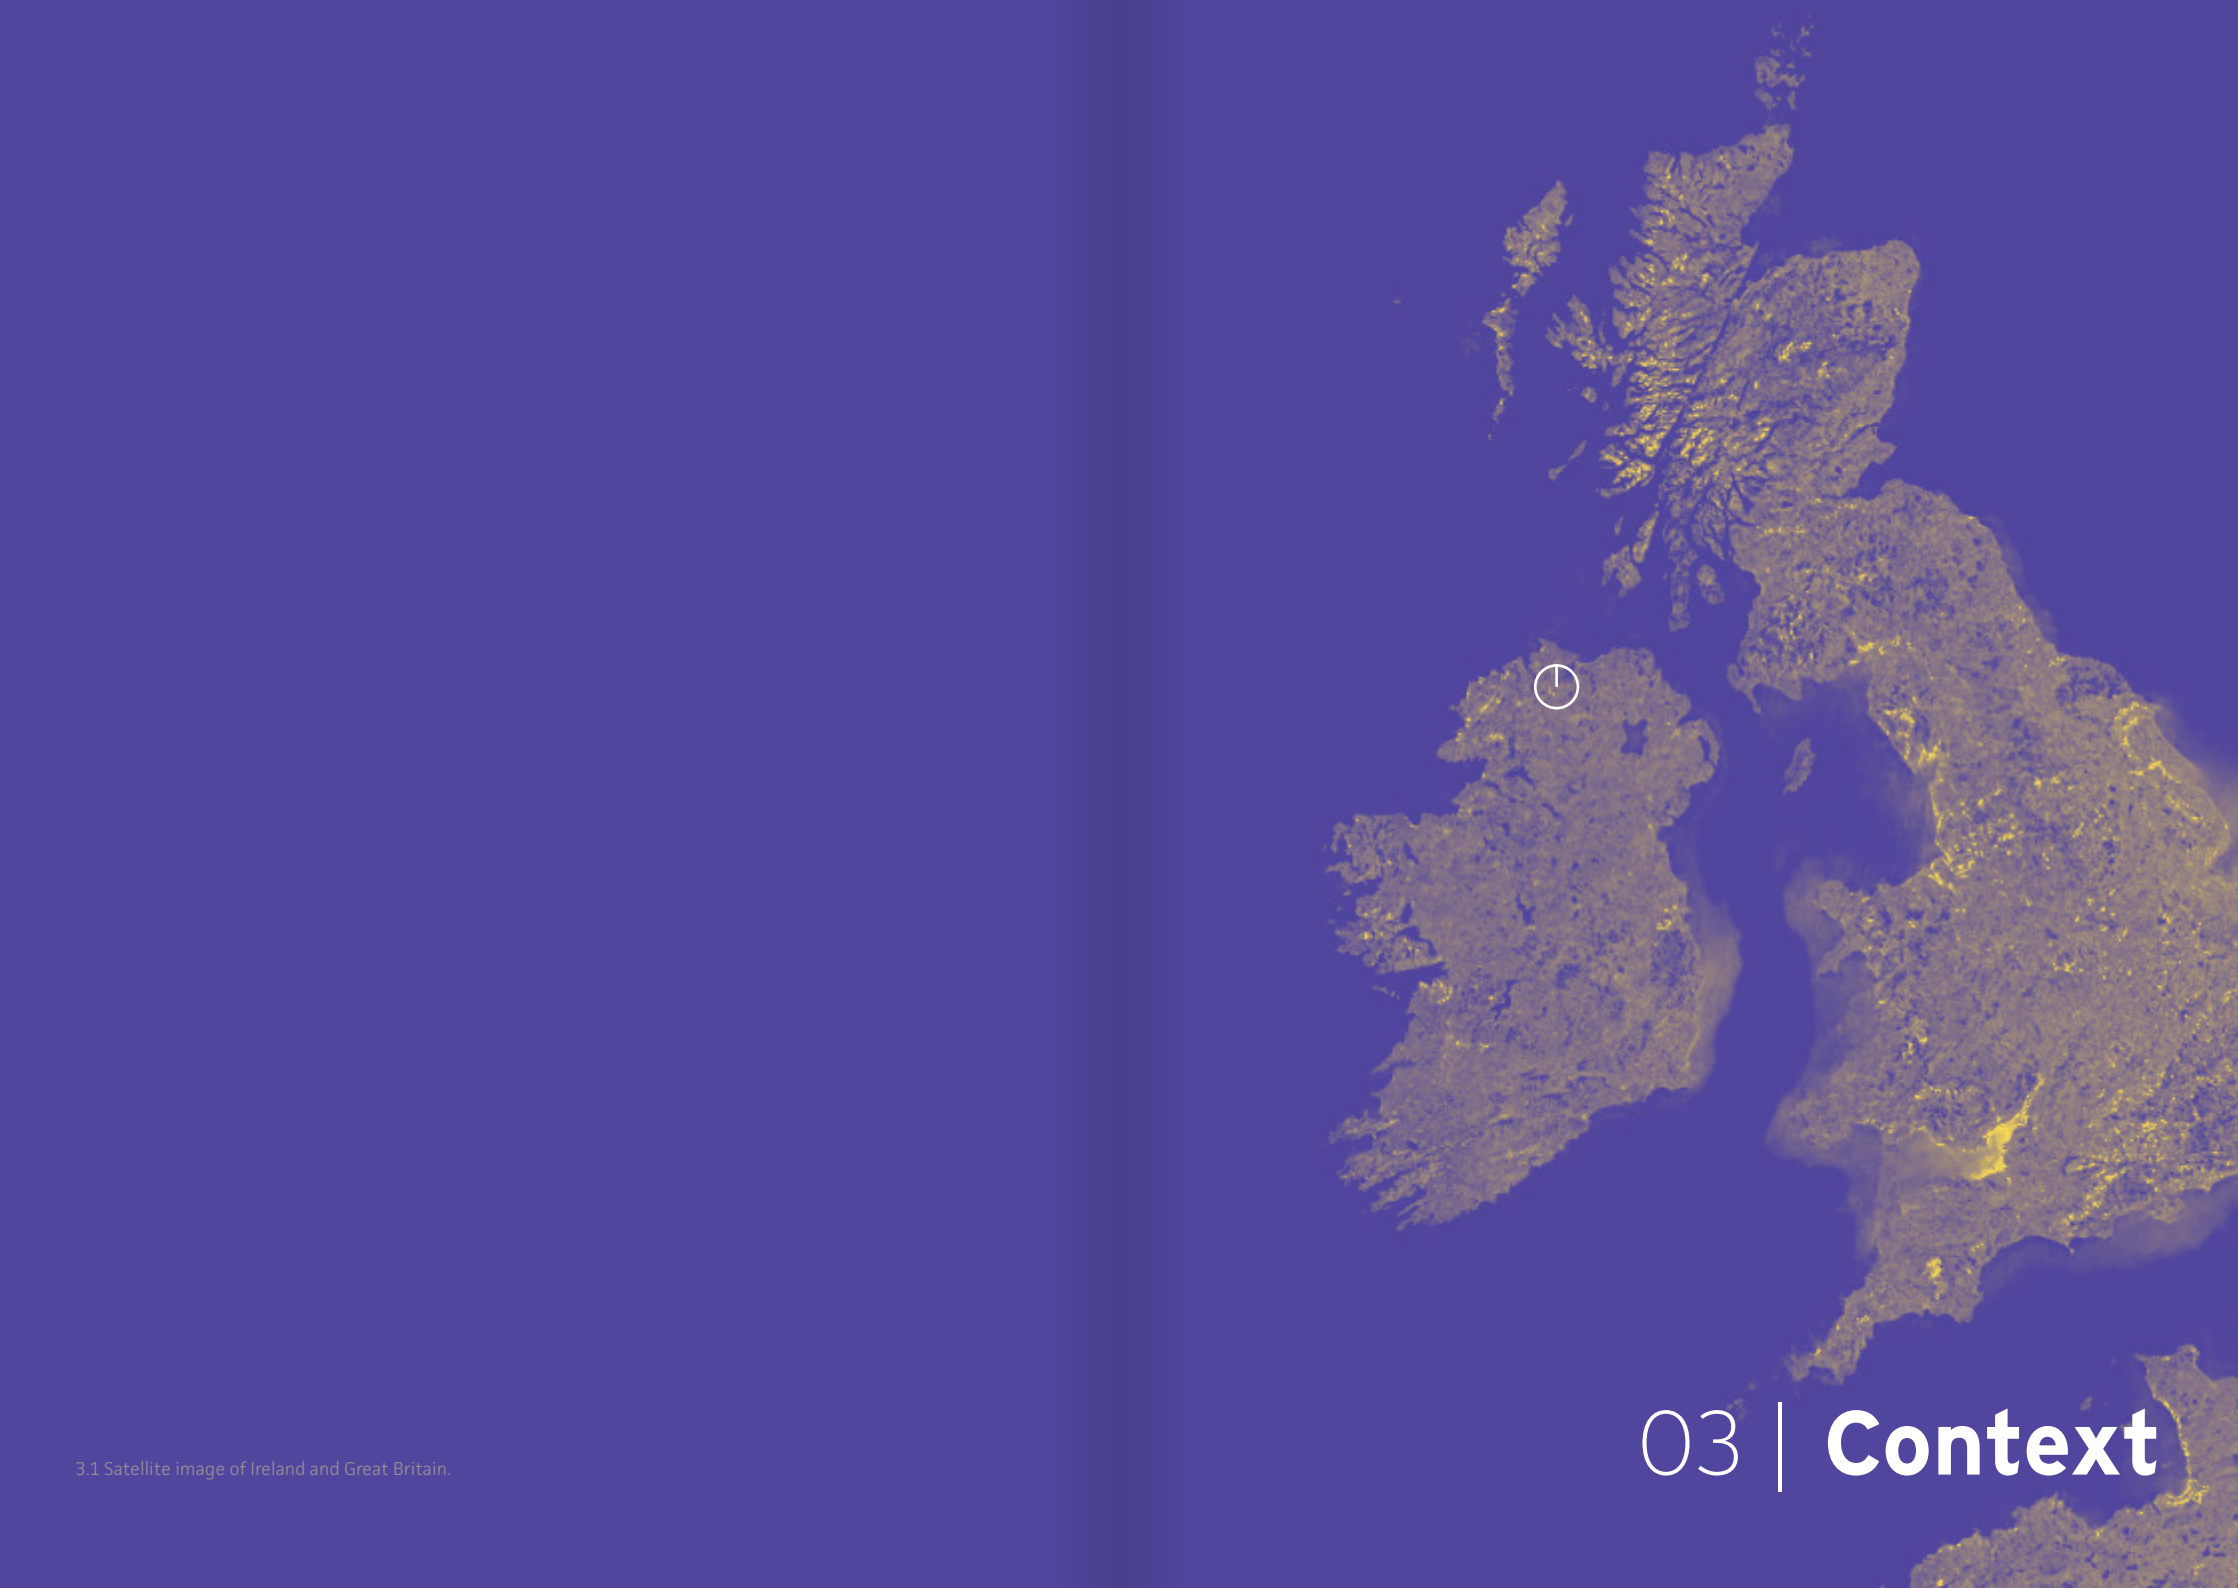 3.1 Satellite image of Ireland and Great Britain.
03 | Context